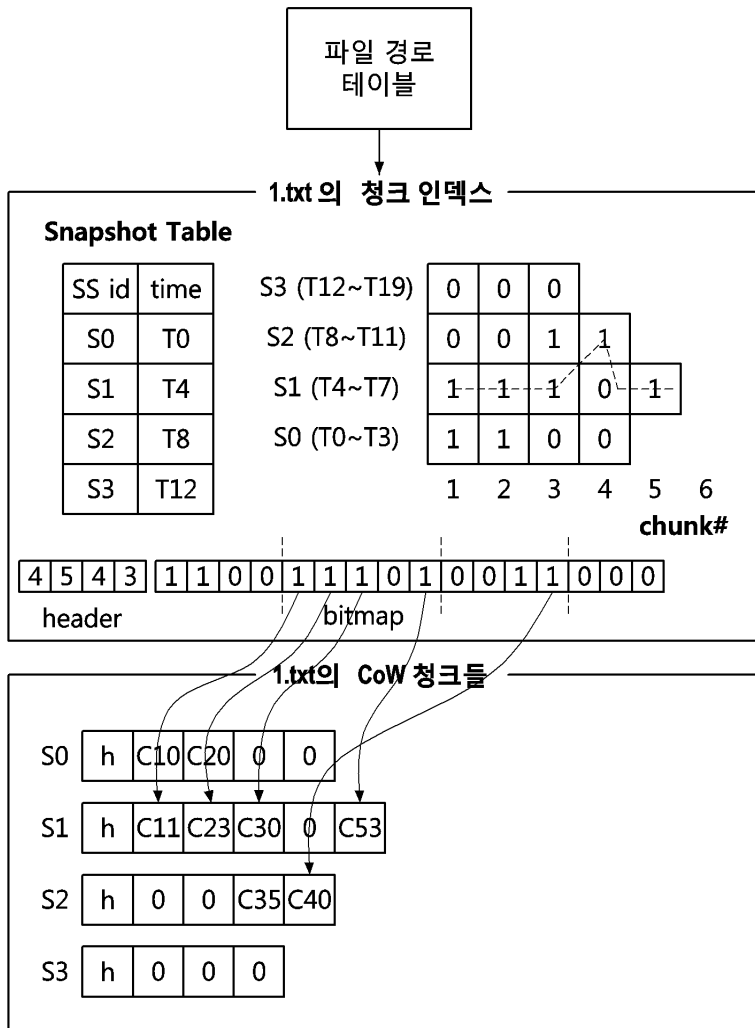 파일 경로
테이블
1.txt 의 청크 인덱스
Snapshot Table
SS id time
S0 T0
S1 T4
S2 T8
S3 T12
S3 (T12~T19) 0 0 0
S2 (T8~T11) 0 0 1 1
S1 (T4~T7) 1 1 1 0 1
S0 (T0~T3) 1 1 0 0
1 2 3 4 5 6
chunk#
4 5 4 3 1 1 0 0 1 1 1 0 1 0 0 1 1 0 0 0
header bitmap
1.txt의 CoW 청크들
S0 h C10 C20 0 0
S1 h C11 C23 C30 0 C53
S2 h 0 0 C35 C40
S3 h 0 0 0